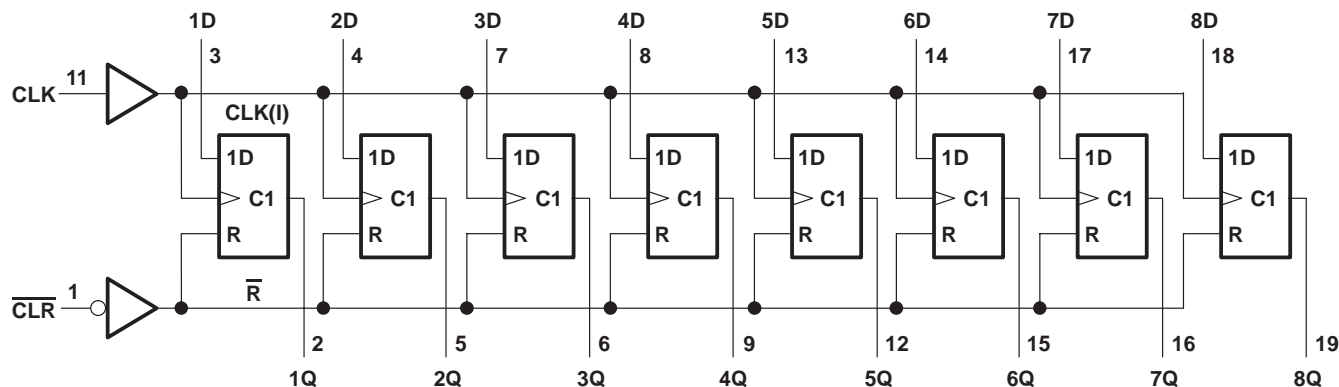 1D 2D 3D 4D 5D 6D 7D 8D
3 4 7 8 13 14 17 18
CLK 11
CLK(I)
1D 1D 1D 1D 1D 1D 1D 1D
C1 C1 C1 C1 C1 C1 C1 C1
R R R R R R R R
C̅L̅R̅ 1
R̅
2 5 6 9 12 15 16 19
1Q 2Q 3Q 4Q 5Q 6Q 7Q 8Q